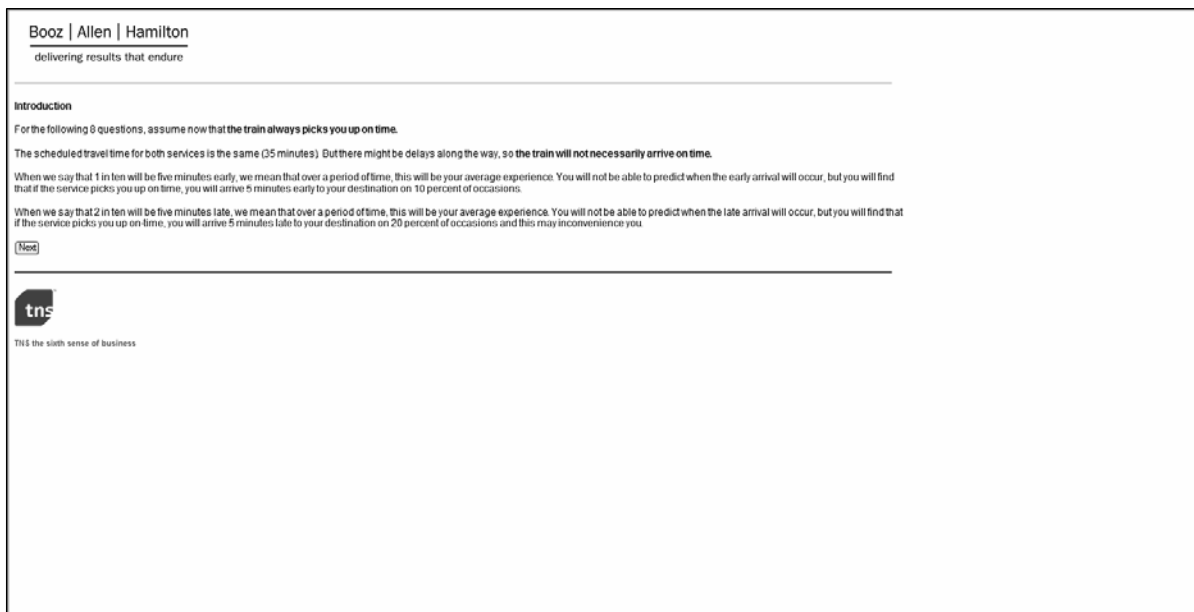 Booz | Allen | Hamilton
delivering results that endure
Introduction
For the following 8 questions, assume now that the train always picks you up on time.
The scheduled travel time for both services is the same (35 minutes). But there might be delays along the way, so the train will not necessarily arrive on time.
When we say that 1 in ten will be five minutes early, we mean that over a period of time, this will be your average experience. You will not be able to predict when the early arrival will occur, but you will find
that if the service picks you up on time, you will arrive 5 minutes early to your destination on 10 percent of occasions.
When we say that 2 in ten will be five minutes late, we mean that over a period of time, this will be your average experience. You will not be able to predict when the late arrival will occur, but you will find that
if the service picks you up on-time, you will arrive 5 minutes late to your destination on 20 percent of occasions and this may inconvenience you.
Next
tns
TNS the sixth sense of business